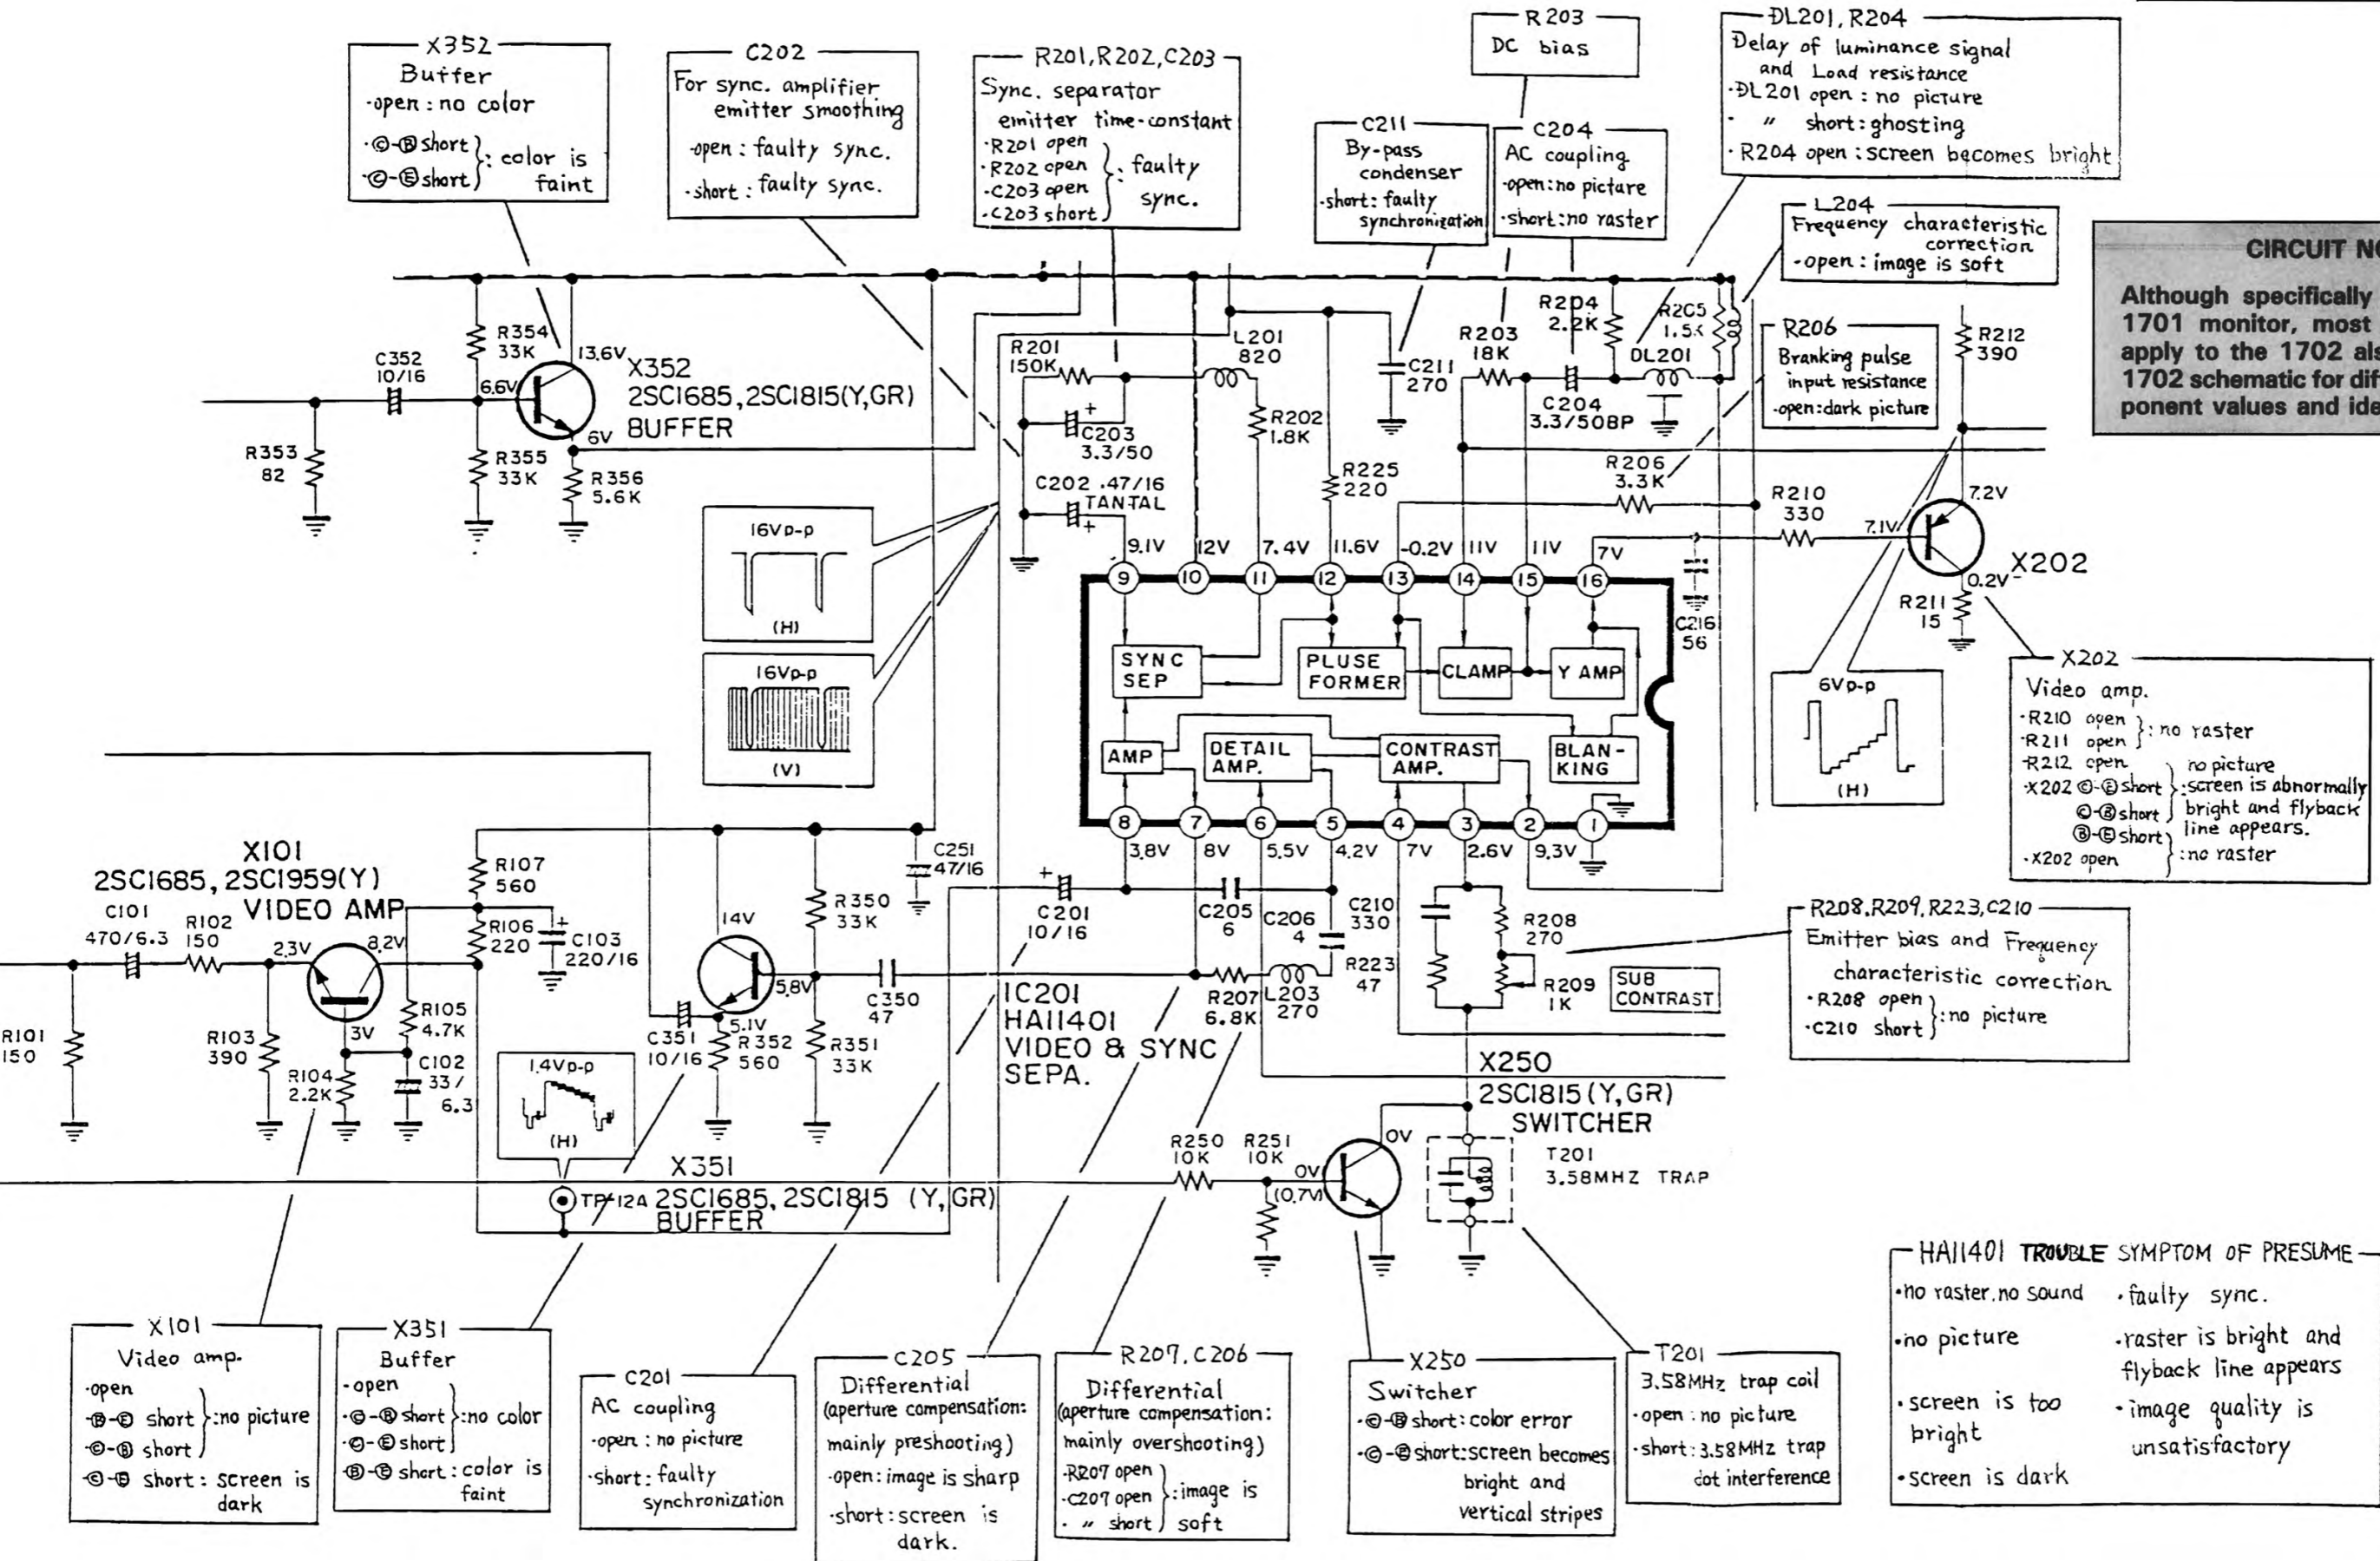 X352
Buffer
-open : no color
·Ⓒ-Ⓑ short
·Ⓒ-Ⓔ short
: color is
faint
C202
For sync. amplifier
emitter smoothing
-open : faulty sync.
-short : faulty sync.
R201, R202, C203
Sync. separator
emitter time-constant
·R201 open
·R202 open
·C203 open
·C203 short
: faulty
sync.
R203
DC bias
C211
By-pass
condenser
·short: faulty
synchronization
C204
AC coupling
·open: no picture
·short: no raster
DL201, R204
Delay of luminance signal
and Load resistance
·DL201 open : no picture
· " short : ghosting
· R204 open : screen becomes bright
L204
Frequency characteristic
correction
-open : image is soft
R206
Branking pulse
input resistance
-open: dark picture
Although specifically
1701 monitor, most
apply to the 1702
1702 schematic for
CIRCUIT
R354
33K
C352
10/16
13.6V
6.6V
X352
2SC1685, 2SC1815(Y,GR)
BUFFER
6V
R353
82
R355
33K
R356
5.6K
R201
150K
L201
820
C203
3.3/50
R202
1.8K
C202 .47/16
TANTAL
R225
220
C211
270
R203
18K
R204
2.2K
R205
1.5K
DL201
C204
3.3/50BP
R206
3.3K
R212
390
R210
330
7.2V
7.1V
0.2V
X202
R211
15
C216
56
16Vp-p
(H)
16Vp-p
(V)
6Vp-p
(H)
9.1V
12V
7.4V
11.6V
-0.2V
11V
11V
7V
9 10 11 12 13 14 15 16
SYNC
SEP
PLUSE
FORMER
CLAMP
Y AMP
AMP
DETAIL
AMP.
CONTRAST
AMP.
BLAN-
KING
8 7 6 5 4 3 2 1
3.8V
8V
5.5V
4.2V
7V
2.6V
9.3V
X202
Video amp.
·R210 open
·R211 open
: no raster
·R212 open
·X202 Ⓒ-Ⓔ short
Ⓒ-Ⓑ short
no picture
:screen is abnormally
bright and flyback
line appears.
Ⓑ-Ⓔ short
·X202 open
: no raster
X101
2SC1685, 2SC1959(Y)
VIDEO AMP
C101
470/6.3
R102
150
2.3V
8.2V
3V
R107
560
R106
220
C103
220/16
R105
4.7K
C102
33/
6.3
R101
150
R103
390
R104
2.2K
1.4Vp-p
(H)
TP-12A
14V
5.8V
5.1V
C251
47/16
R350
33K
C350
47
C351
10/16
R352
560
R351
33K
X351
2SC1685, 2SC1815 (Y,GR)
BUFFER
C201
10/16
C205
6
C206
4
R207
6.8K
L203
270
C210
330
R223
47
R208
270
R209
1K
SUB
CONTRAST
IC201
HA11401
VIDEO & SYNC
SEPA.
X250
2SC1815(Y,GR)
SWITCHER
R250
10K
R251
10K
0V
(0.7V)
0V
T201
3.58MHZ TRAP
R208, R209, R223, C210
Emitter bias and Frequency
characteristic correction
·R208 open
·C210 short
: no picture
X101
Video amp.
·open
·Ⓑ-Ⓔ short
·Ⓒ-Ⓑ short
: no picture
·Ⓒ-Ⓔ short : screen is
dark
X351
Buffer
-open
·Ⓒ-Ⓑ short
·Ⓒ-Ⓔ short
: no color
·Ⓑ-Ⓔ short : color is
faint
C201
AC coupling
·open : no picture
·short : faulty
synchronization
C205
Differential
(aperture compensation:
mainly preshooting)
-open : image is sharp
-short : screen is
dark.
R207, C206
Differential
(aperture compensation:
mainly overshooting)
·R207 open
·C207 open
· " short
: image is
soft
X250
Switcher
·Ⓒ-Ⓑ short : color error
·Ⓒ-Ⓔ short: screen becomes
bright and
vertical stripes
T201
3.58MHz trap coil
·open : no picture
·short : 3.58MHz trap
dot interference
HA11401 TROUBLE SYMPTOM OF PRESUME
·no raster. no sound
·no picture
·screen is too
bright
·screen is dark
·faulty sync.
·raster is bright and
flyback line appears
·image quality is
unsatisfactory